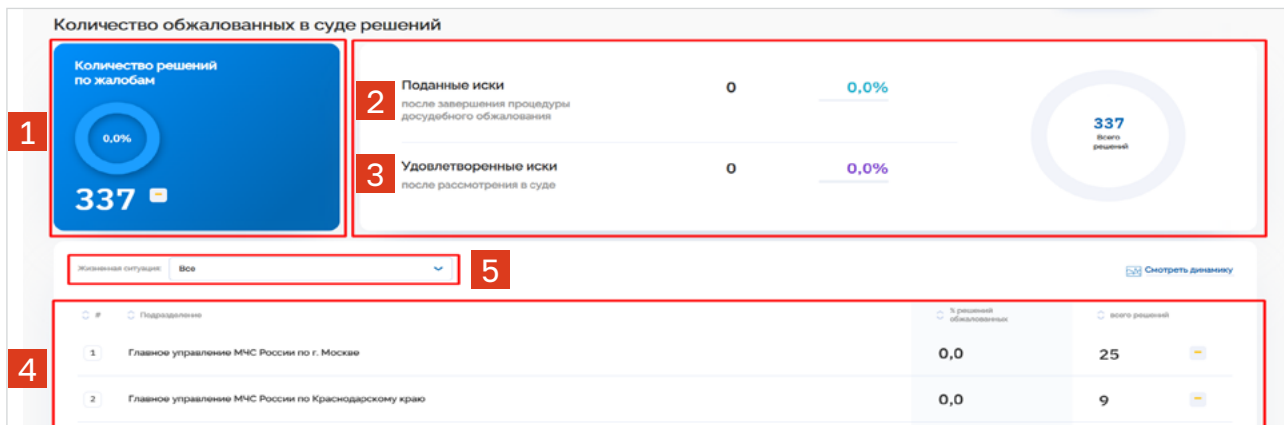 Количество обжалованных в суде решений
Количество решений
по жалобам
0,0%
337
1
2
Поданные иски
после завершения процедуры
досудебного обжалования
0
0,0%
3
Удовлетворенные иски
после рассмотрения в суде
0
0,0%
337
Всего
решений
Жизненная ситуация:
Все
5
Смотреть динамику
4
#
Подразделение
% решений
обжалованных
всего решений
1
Главное управление МЧС России по г. Москве
0,0
25
2
Главное управление МЧС России по Краснодарскому краю
0,0
9